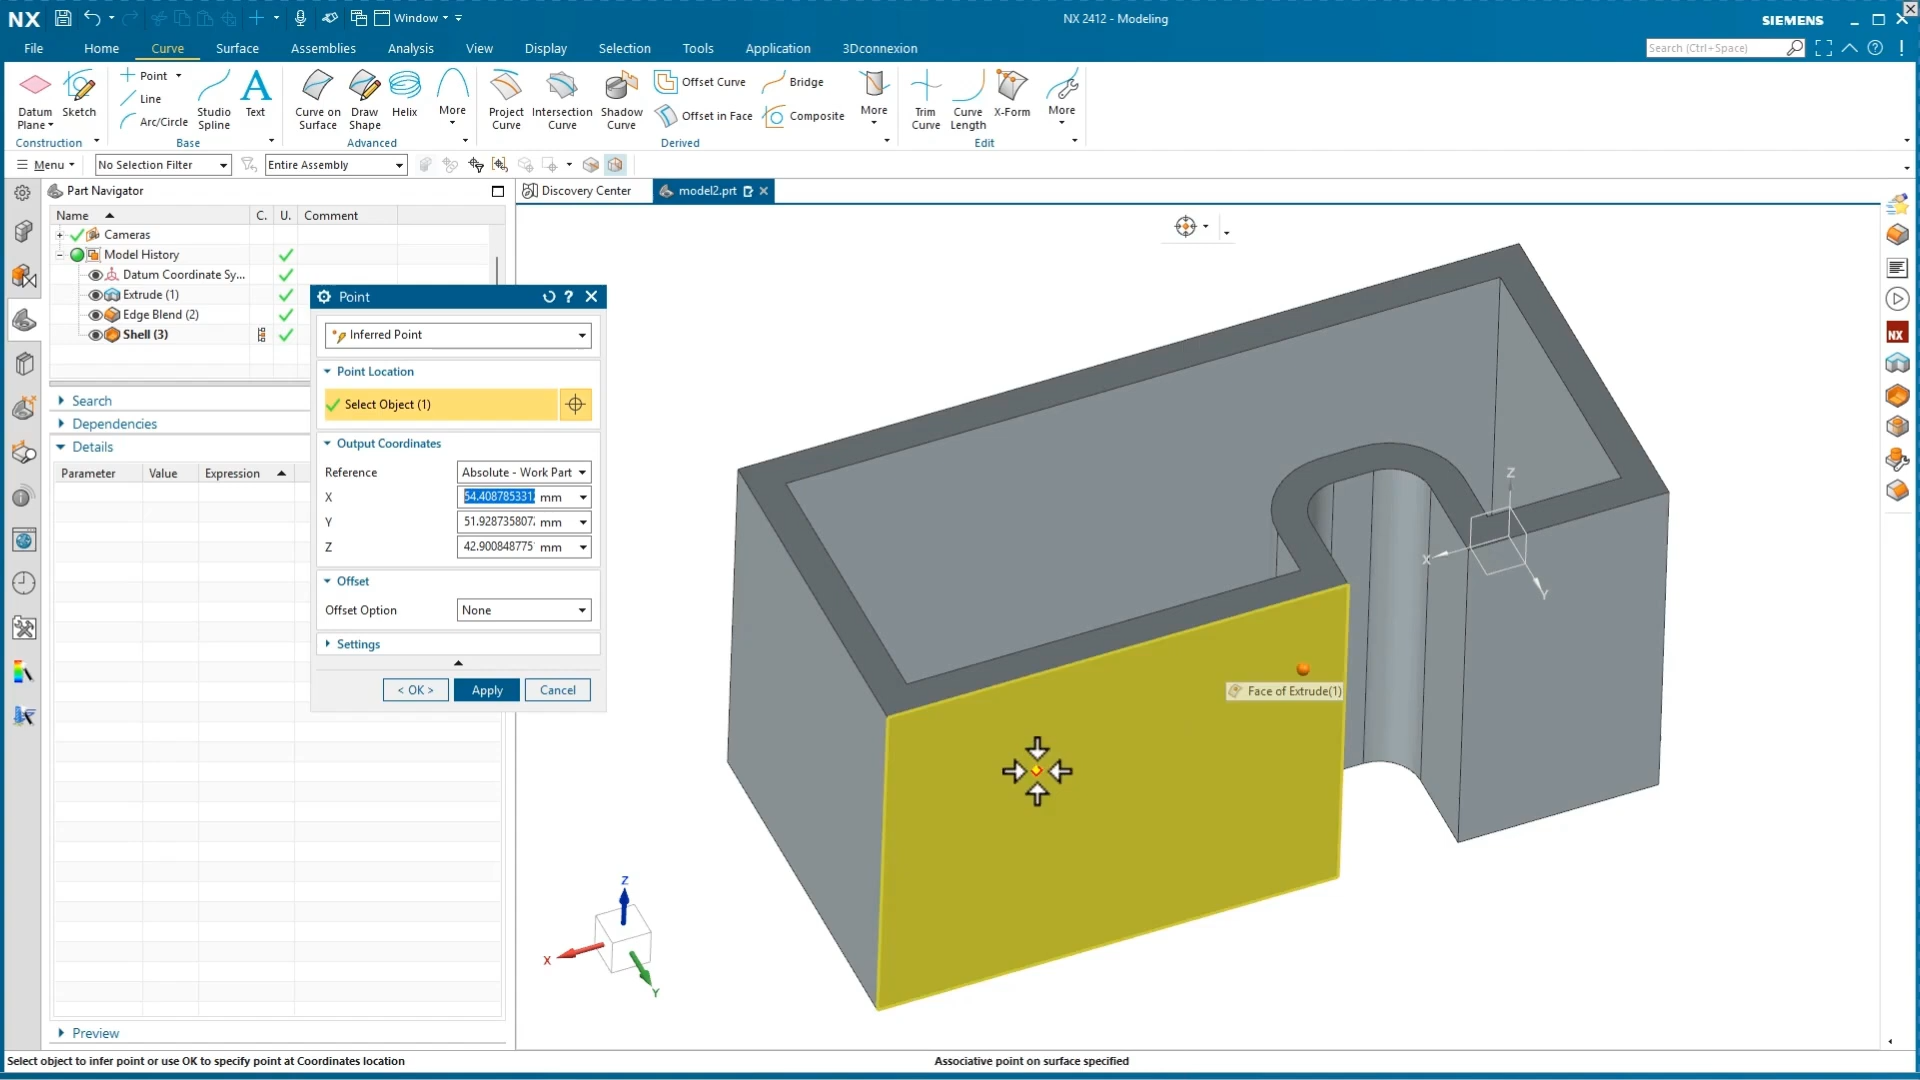 NX
Window
NX 2412 - Modeling
SIEMENS
File
Home
Curve
Surface
Assemblies
Analysis
View
Display
Selection
Tools
Application
3Dconnexion
Search (Ctrl+Space)
Datum Plane
Sketch
Point
Line
Arc/Circle
Studio Spline
Text
Curve on Surface
Draw Shape
Helix
More
Project Curve
Intersection Curve
Shadow Curve
Offset Curve
Offset in Face
Bridge
Composite
More
Trim Curve
Curve Length
X-Form
More
Construction
Base
Advanced
Derived
Edit
Menu
No Selection Filter
Entire Assembly
Part Navigator
Discovery Center
model2.prt
Name
C.
U.
Comment
Cameras
Model History
Datum Coordinate Sy...
Extrude (1)
Edge Blend (2)
Shell (3)
Search
Dependencies
Details
Parameter
Value
Expression
Preview
Point
Inferred Point
Point Location
Select Object (1)
Output Coordinates
Reference
Absolute - Work Part
X
54.408785331 mm
Y
51.928735807 mm
Z
42.900848775 mm
Offset
Offset Option
None
Settings
< OK >
Apply
Cancel
Z
X
Y
Face of Extrude(1)
Z
X
Y
NX
Select object to infer point or use OK to specify point at Coordinates location
Associative point on surface specified